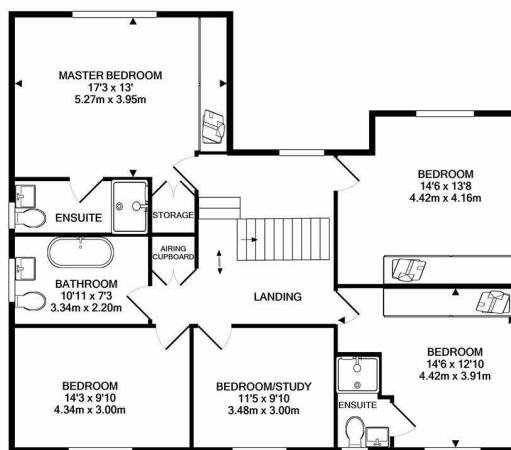 MASTER BEDROOM
17'3 x 13'
5.27m x 3.95m
BEDROOM
14'6 x 13'8
4.42m x 4.16m
ENSUITE
STORAGE
AIRING
CUPBOARD
BATHROOM
10'11 x 7'3
3.34m x 2.20m
LANDING
BEDROOM
14'3 x 9'10
4.34m x 3.00m
BEDROOM/STUDY
11'5 x 9'10
3.48m x 3.00m
ENSUITE
BEDROOM
14'6 x 12'10
4.42m x 3.91m